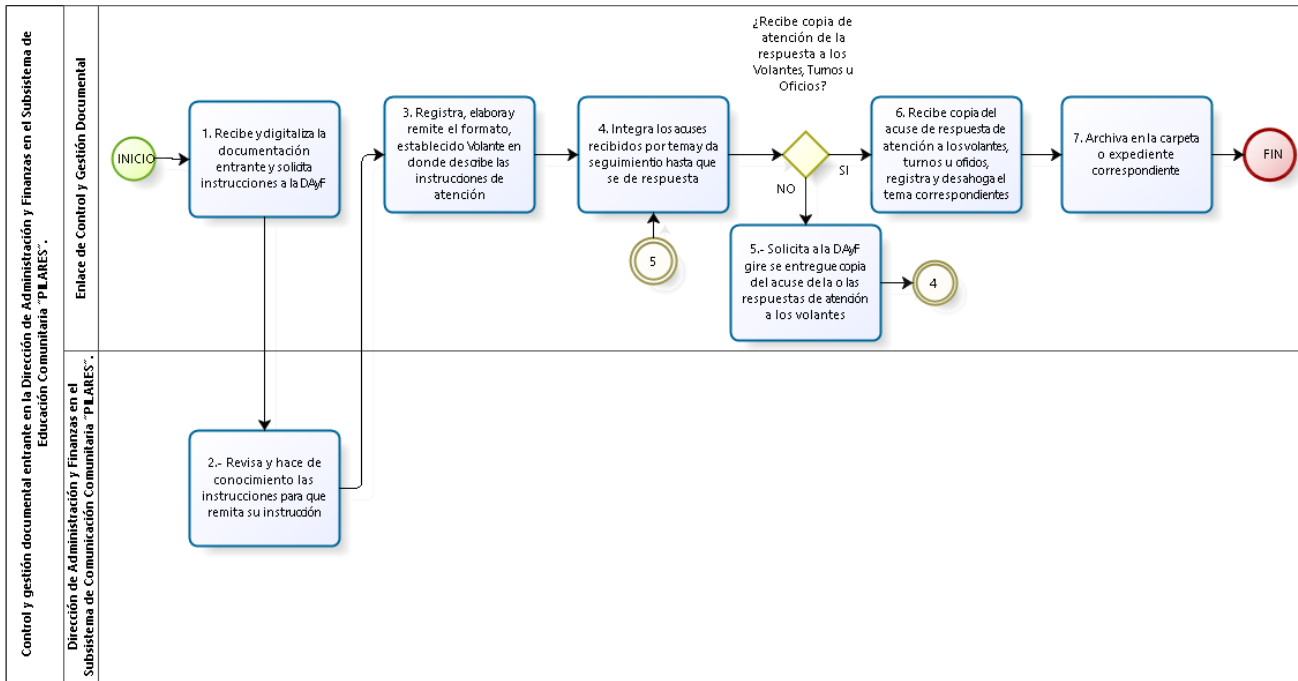 Control y gestión documental entrante en la Dirección de Administración y Finanzas en el Subsistema de
Educación Comunitaria “PILARES”.
Enlace de Control y Gestión Documental
INICIO
1. Recibe y digitaliza la
documentación
entrante y solicita
instrucciones a la DAyF
3. Registra, elabora y
remite el formato,
establecido Volante en
donde describe las
instrucciones de
atención
4. Integra los acuses
recibidos por tema y da
seguimientio hasta que
se de respuesta
5
¿Recibe copia de
atención de la
respuesta a los
Volantes, Turnos u
Oficios?
SI
NO
5.- Solicita a la DAyF
gire se entregue copia
del acuse de la o las
respuestas de atención
a los volantes
4
6. Recibe copia del
acuse de respuesta de
atención a los volantes,
turnos u oficios,
registra y desahoga el
tema correspondientes
7. Archiva en la carpeta
o expediente
correspondiente
FIN
Dirección de Administración y Finanzas en el
Subsistema de Comunicación Comunitaria “PILARES”.
2.- Revisa y hace de
conocimiento las
instrucciones para que
remita su instrucción